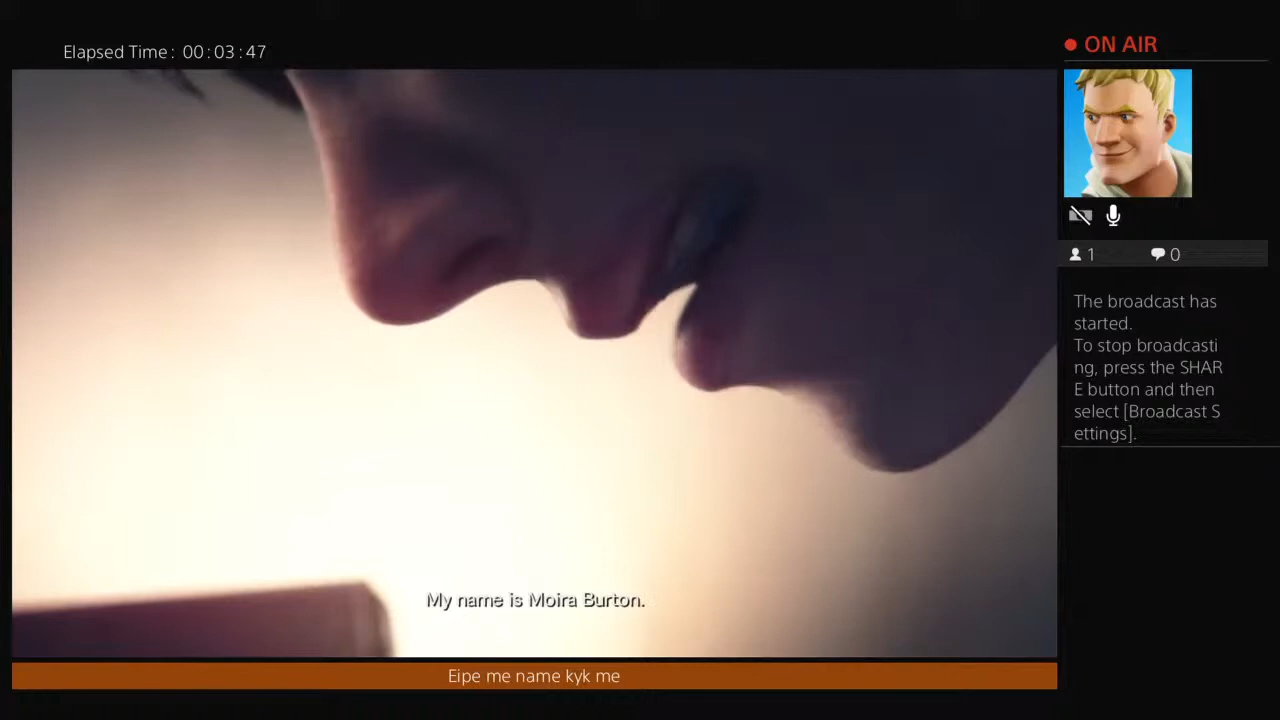 Elapsed Time: 00:03:47
ON AIR
1
0
The broadcast has
started.
To stop broadcasti
ng, press the SHAR
E button and then
select [Broadcast S
ettings].
My name is Moira Burton.
Eipe me name kyk me